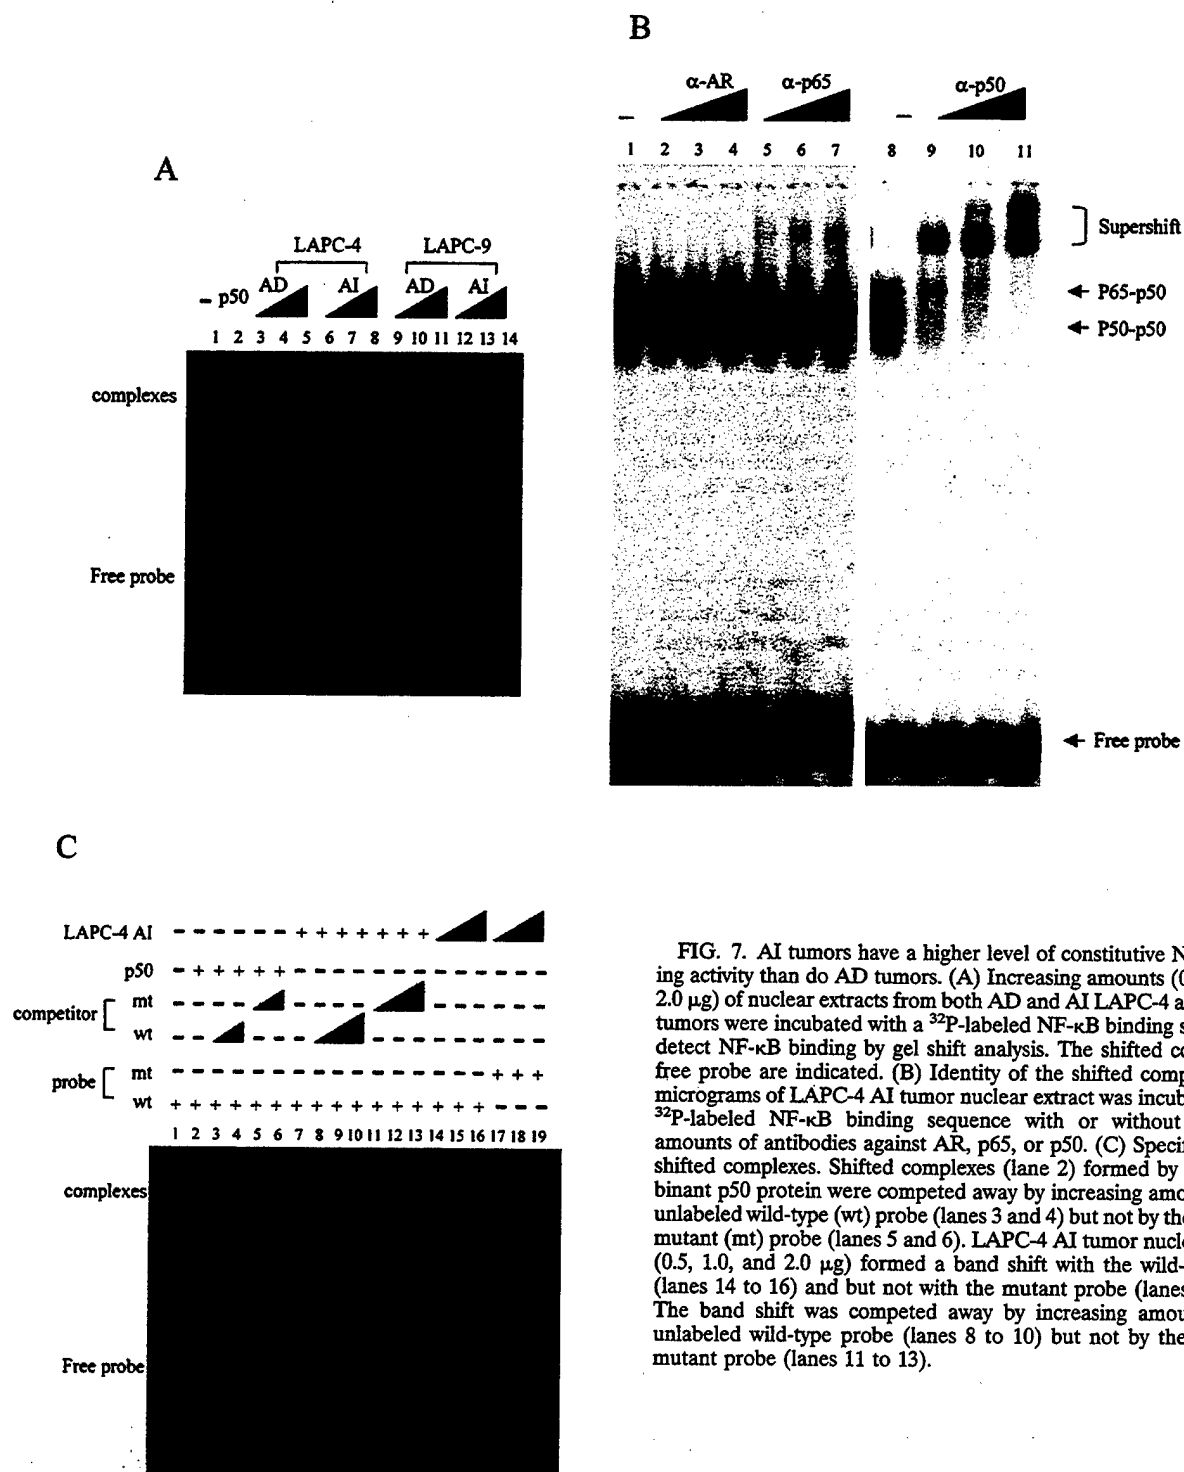 B
α-AR α-p65 α-p50
– –
1 2 3 4 5 6 7 8 9 10 11
Supershift
P65-p50
P50-p50
Free probe
A
LAPC-4 LAPC-9
– p50 AD AI AD AI
1 2 3 4 5 6 7 8 9 10 11 12 13 14
complexes
Free probe
C
LAPC-4 AI – – – – – – + + + + + + +
p50 – + + + + + – – – – – – – – – – – – –
competitor
mt – – – – – – – – – – – – – –
wt – – – – – – – – – – – – – –
probe
mt – – – – – – – – – – – – – – – – + + +
wt + + + + + + + + + + + + + + + + – – –
1 2 3 4 5 6 7 8 9 10 11 12 13 14 15 16 17 18 19
complexes
Free probe
FIG. 7. AI tumors have a higher level of constitutive
ing activity than do AD tumors. (A) Increasing amounts
2.0 μg) of nuclear extracts from both AD and AI LAPC-4
tumors were incubated with a ³²P-labeled NF-κB binding
detect NF-κB binding by gel shift analysis. The shifted
free probe are indicated. (B) Identity of the shifted
micrograms of LAPC-4 AI tumor nuclear extract was
³²P-labeled NF-κB binding sequence with or without
amounts of antibodies against AR, p65, or p50. (C)
shifted complexes. Shifted complexes (lane 2) formed by
binant p50 protein were competed away by increasing
unlabeled wild-type (wt) probe (lanes 3 and 4) but not by
mutant (mt) probe (lanes 5 and 6). LAPC-4 AI tumor
(0.5, 1.0, and 2.0 μg) formed a band shift with the
(lanes 14 to 16) and but not with the mutant probe
The band shift was competed away by increasing
unlabeled wild-type probe (lanes 8 to 10) but not by the
mutant probe (lanes 11 to 13).